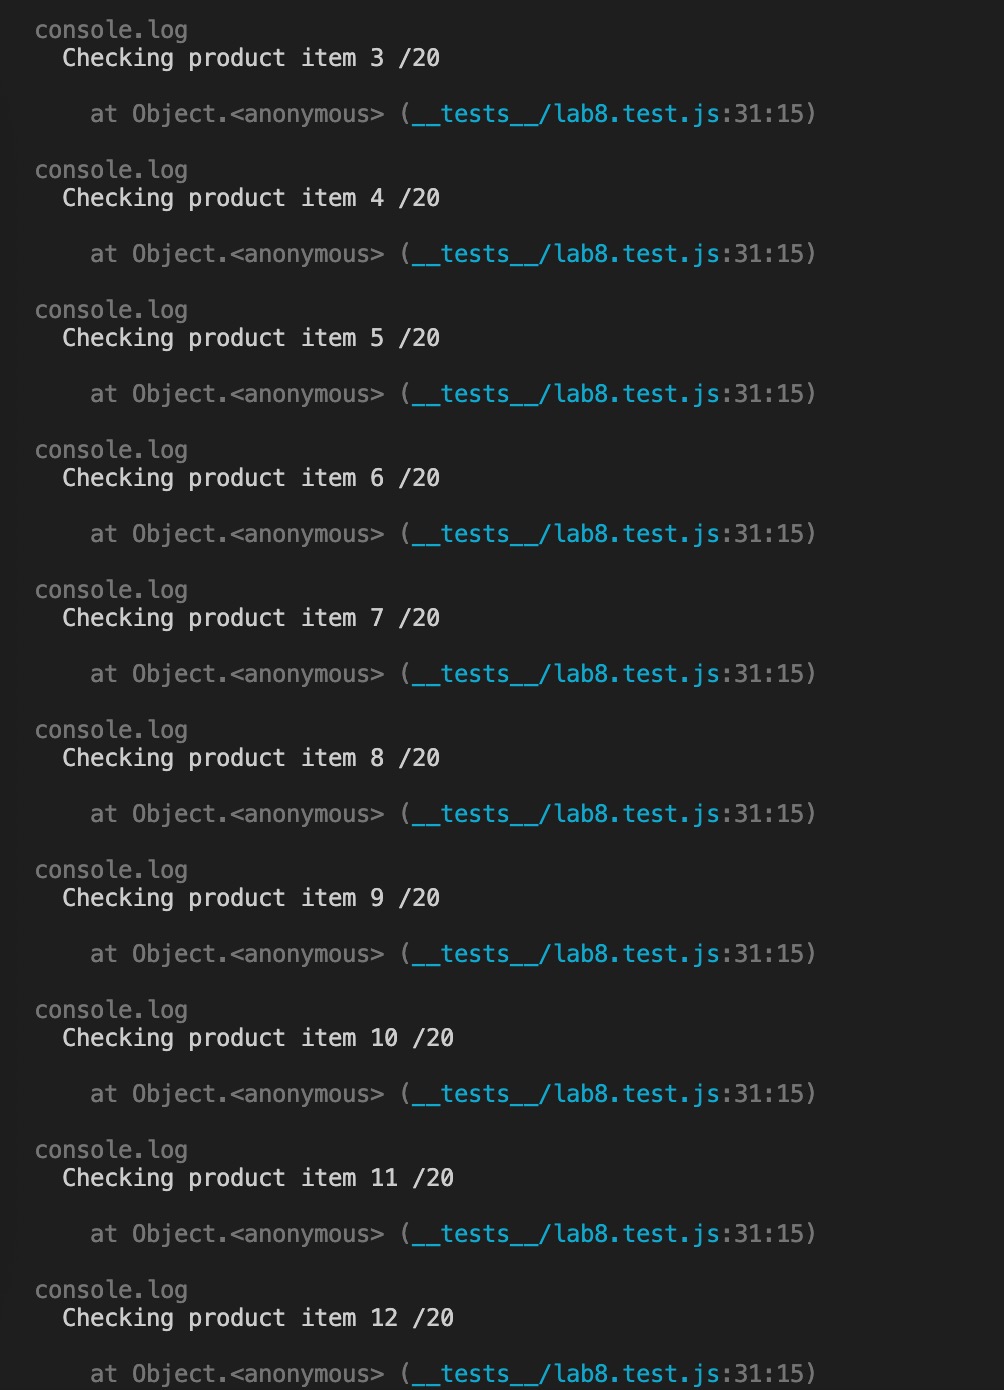 console.log
Checking product item 3 /20
at Object.<anonymous> (__tests__/lab8.test.js:31:15)
console.log
Checking product item 4 /20
at Object.<anonymous> (__tests__/lab8.test.js:31:15)
console.log
Checking product item 5 /20
at Object.<anonymous> (__tests__/lab8.test.js:31:15)
console.log
Checking product item 6 /20
at Object.<anonymous> (__tests__/lab8.test.js:31:15)
console.log
Checking product item 7 /20
at Object.<anonymous> (__tests__/lab8.test.js:31:15)
console.log
Checking product item 8 /20
at Object.<anonymous> (__tests__/lab8.test.js:31:15)
console.log
Checking product item 9 /20
at Object.<anonymous> (__tests__/lab8.test.js:31:15)
console.log
Checking product item 10 /20
at Object.<anonymous> (__tests__/lab8.test.js:31:15)
console.log
Checking product item 11 /20
at Object.<anonymous> (__tests__/lab8.test.js:31:15)
console.log
Checking product item 12 /20
at Object.<anonymous> (__tests__/lab8.test.js:31:15)